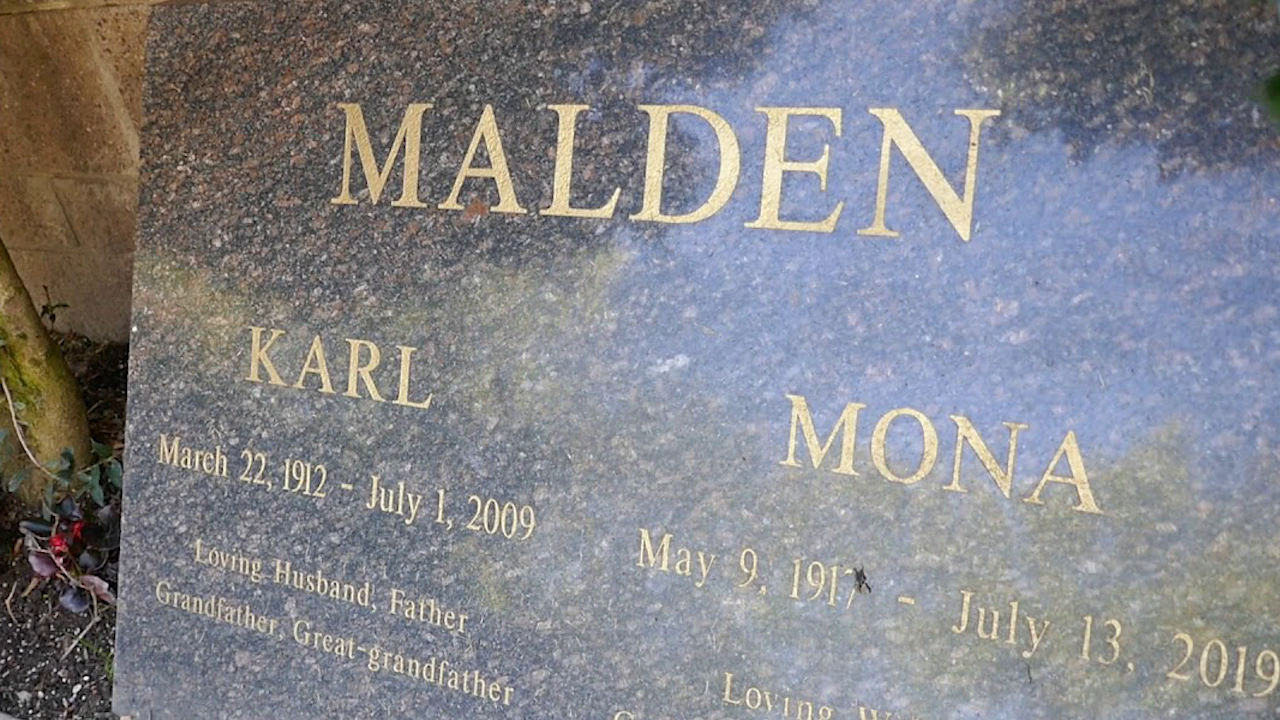 MALDEN
KARL
March 22, 1912 - July 1, 2009
Loving Husband, Father
Grandfather, Great-grandfather
MONA
May 9, 1917 - July 13, 2019
Loving